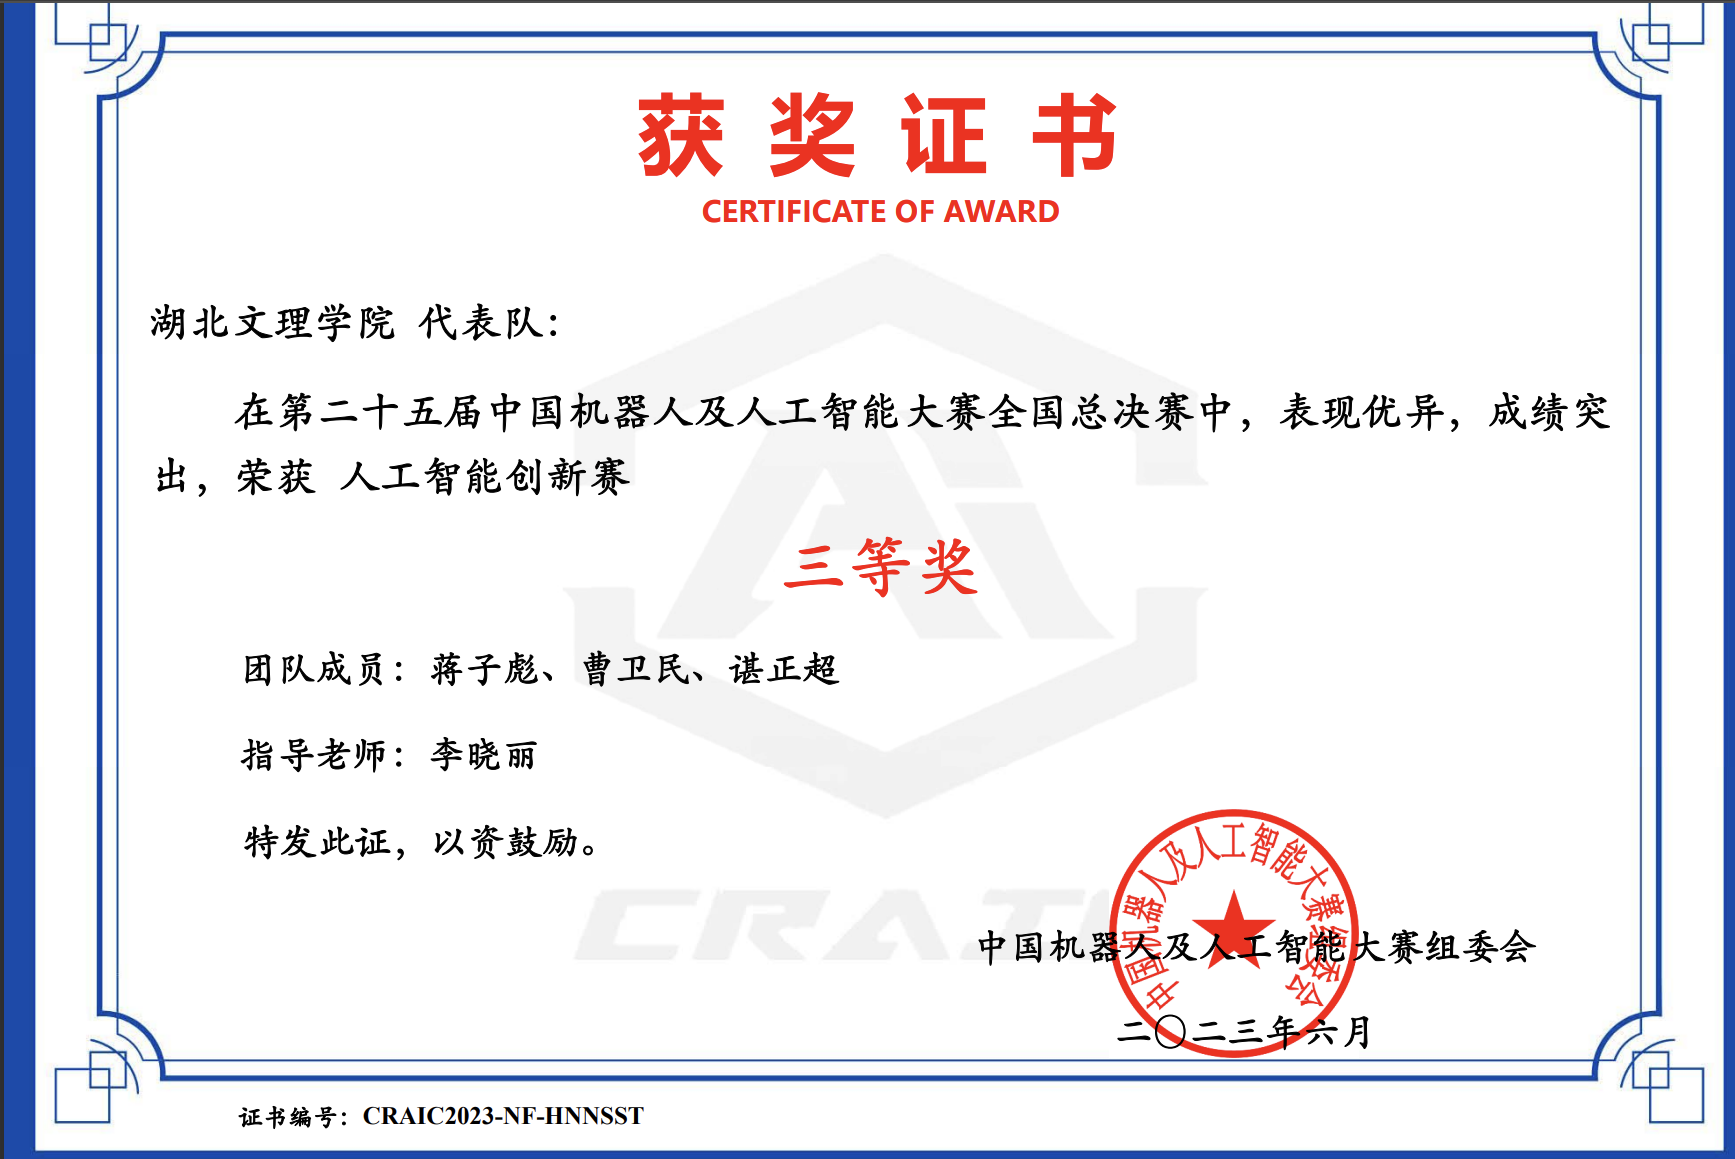 获奖证书
CERTIFICATE OF AWARD
湖北文理学院 代表队：
在第二十五届中国机器人及人工智能大赛全国总决赛中，表现优异，成绩突
出，荣获 人工智能创新赛
三等奖
团队成员：蒋子彪、曹卫民、谌正超
指导老师：李晓丽
特发此证，以资鼓励。
CRAIC
中国机器人及人工智能大赛组委会
中国机器人及人工智能大赛组委会
二〇二三年六月
证书编号：CRAIC2023-NF-HNNSST